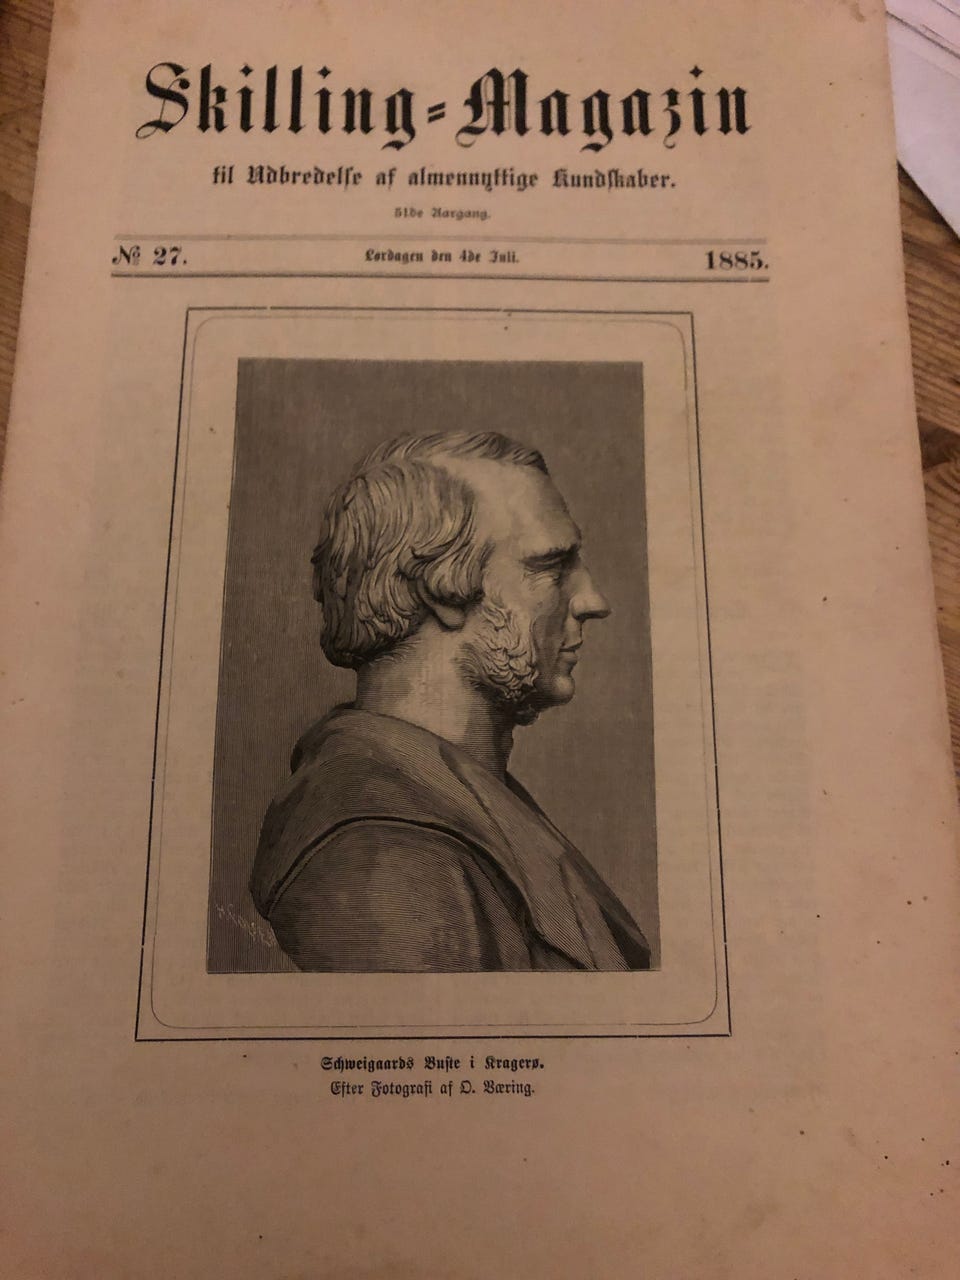 Skilling-Magazin
til Udbredelse af almennyttige Kundskaber.
51de Aargang.
№ 27.
Lørdagen den 4de Juli.
1885.
Schweigaards Buste i Kragerø.
Efter Fotografi af O. Væring.